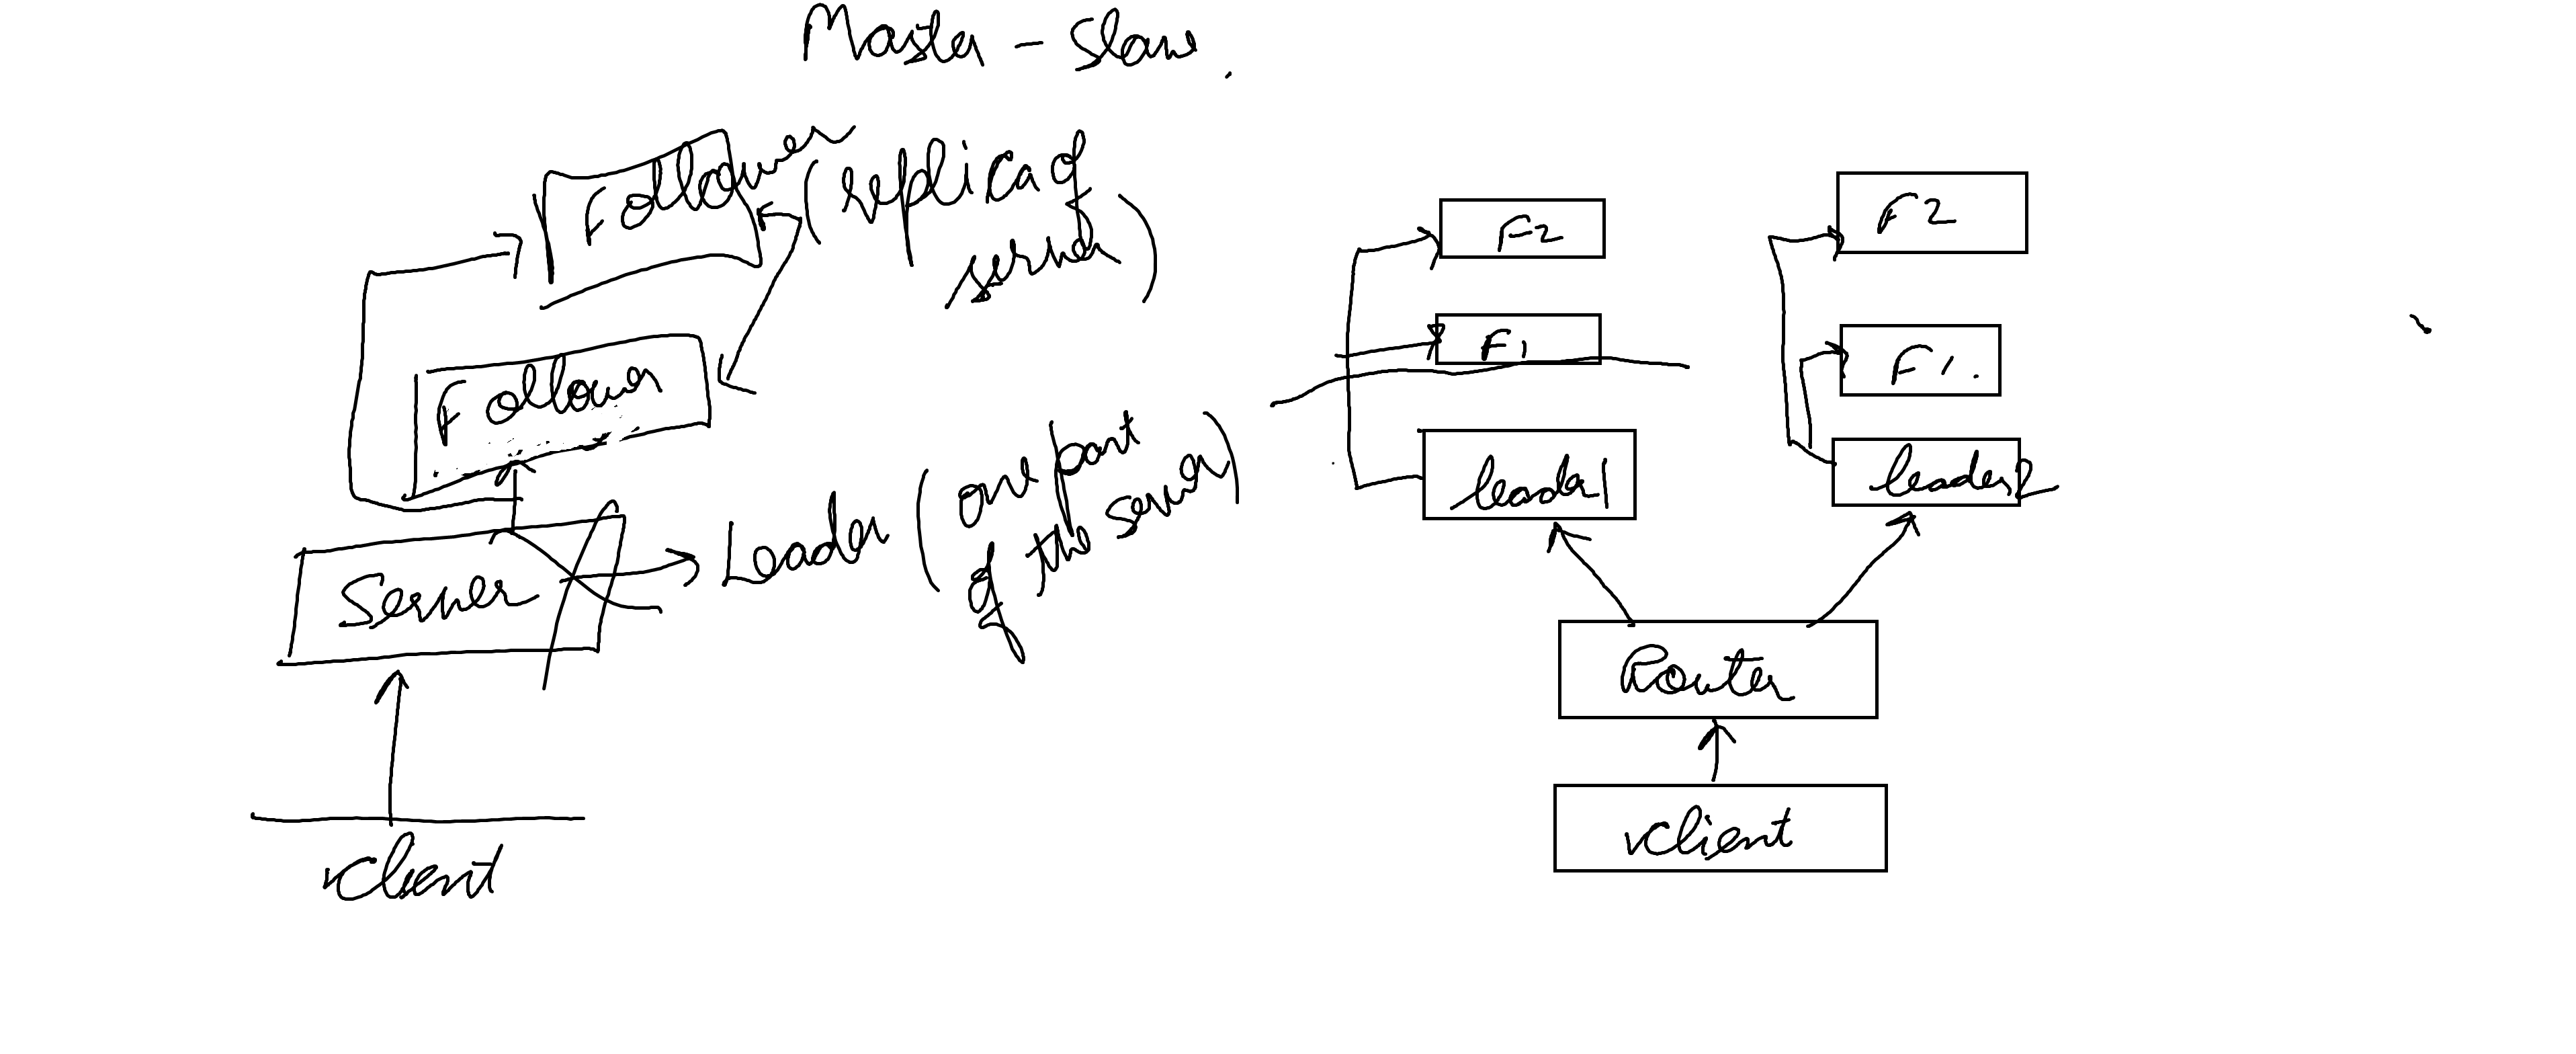 Master - Slave.
Follower
(replica of
server)
Follower
Server
Leader (one part
of the server)
client
F2
F1
leader1
F2
F1.
leader2
Router
client